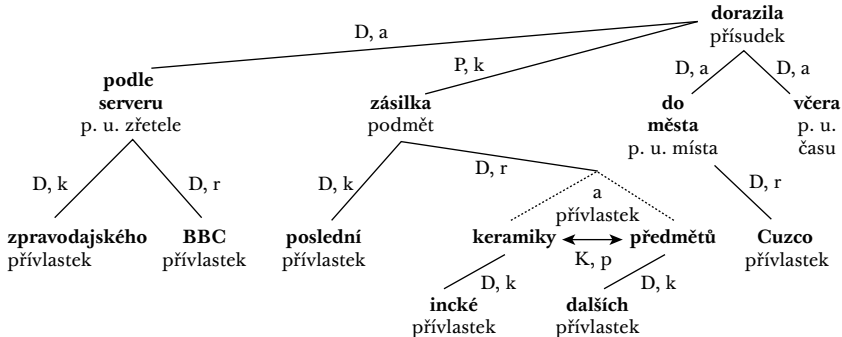 dorazila
přísudek
D, a
P, k
D, a
D, a
podle
serveru
p. u. zřetele
zásilka
podmět
do
města
p. u. místa
včera
p. u.
času
D, k
D, r
D, k
D, r
D, r
a
přívlastek
zpravodajského
přívlastek
BBC
přívlastek
poslední
přívlastek
keramiky
předmětů
K, p
Cuzco
přívlastek
D, k
D, k
incké
přívlastek
dalších
přívlastek